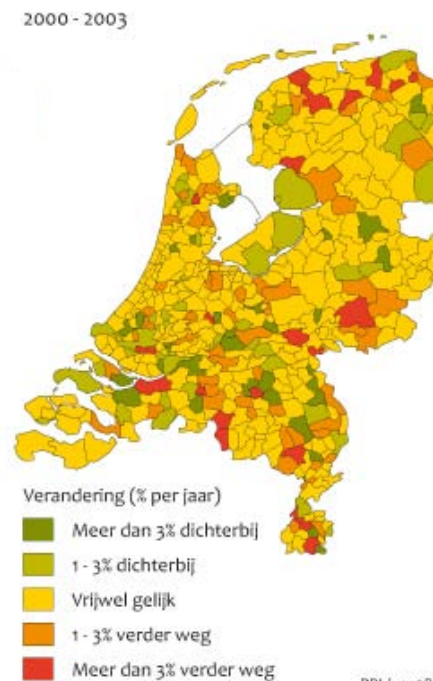 2000 - 2003
Verandering (% per jaar)
Meer dan 3% dichterbij
1 - 3% dichterbij
Vrijwel gelijk
1 - 3% verder weg
Meer dan 3% verder weg